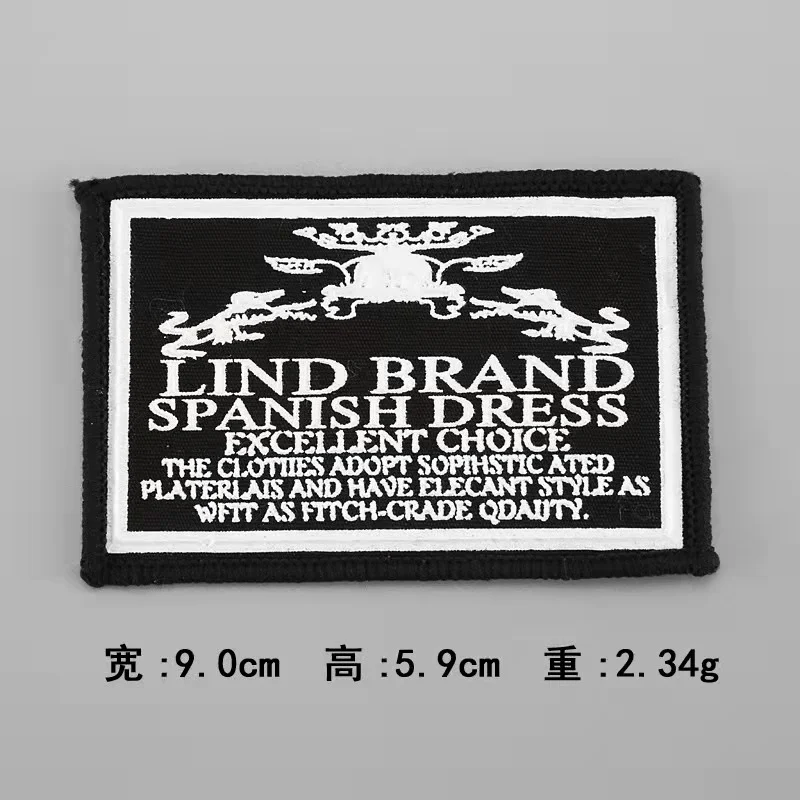 LIND BRAND
SPANISH DRESS
EXCELLENT CHOICE
THE CLOTIIES ADOPT SOPIHSTIC ATED
PLATERLAIS AND HAVE ELECANT STYLE AS
WFIT AS FITCH-CRADE QDAIJTY.
宽:9.0cm 高:5.9cm 重:2.34g